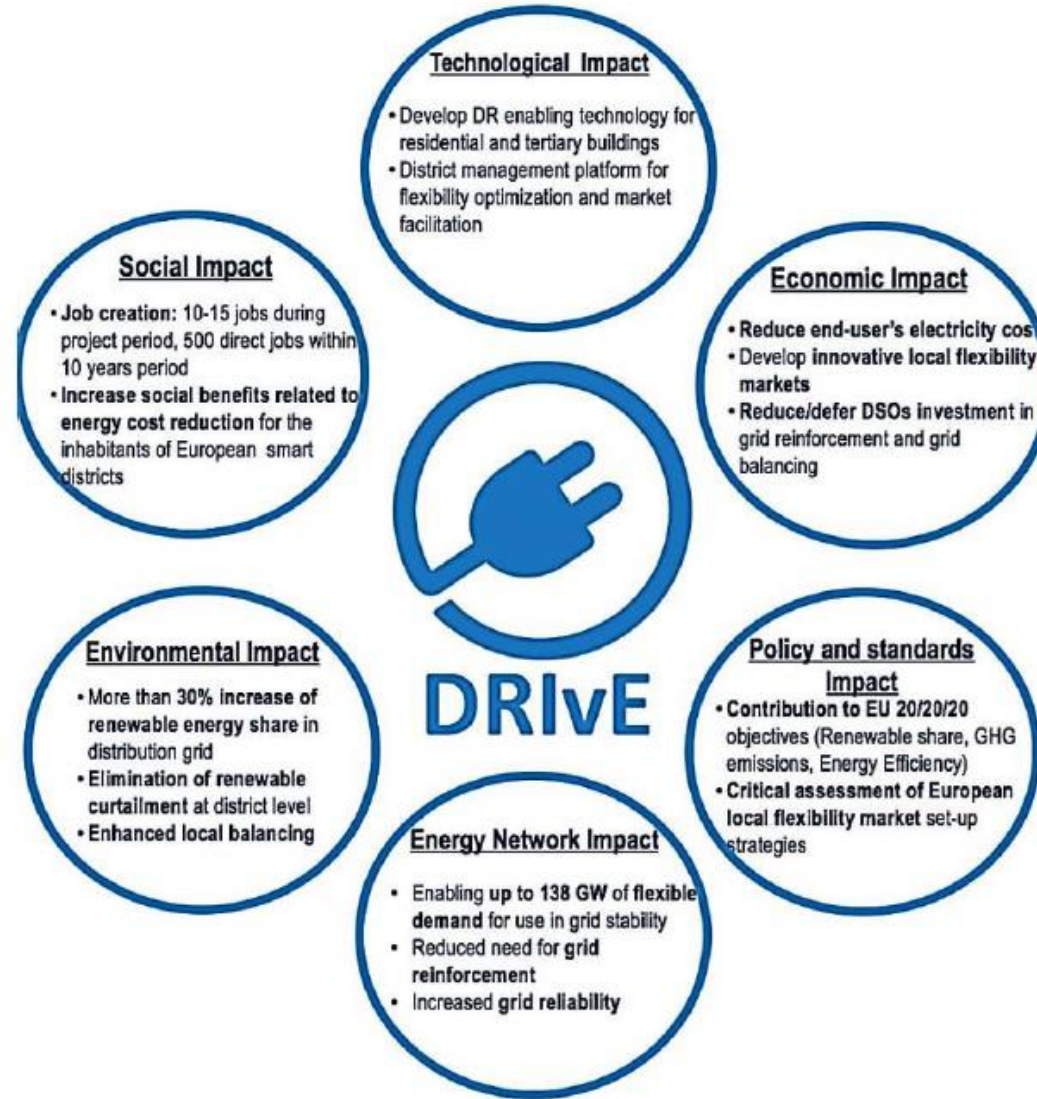 Technological Impact
• Develop DR enabling technology for
residential and tertiary buildings
• District management platform for
flexibility optimization and market
facilitation
Social Impact
• Job creation: 10-15 jobs during
project period, 500 direct jobs within
10 years period
• Increase social benefits related to
energy cost reduction for the
inhabitants of European smart
districts
Economic Impact
• Reduce end-user's electricity cost
• Develop innovative local flexibility
markets
• Reduce/defer DSOs investment in
grid reinforcement and grid
balancing
DRIvE
Environmental Impact
• More than 30% increase of
renewable energy share in
distribution grid
• Elimination of renewable
curtailment at district level
• Enhanced local balancing
Policy and standards
Impact
• Contribution to EU 20/20/20
objectives (Renewable share, GHG
emissions, Energy Efficiency)
• Critical assessment of European
local flexibility market set-up
strategies
Energy Network Impact
• Enabling up to 138 GW of flexible
demand for use in grid stability
• Reduced need for grid
reinforcement
• Increased grid reliability